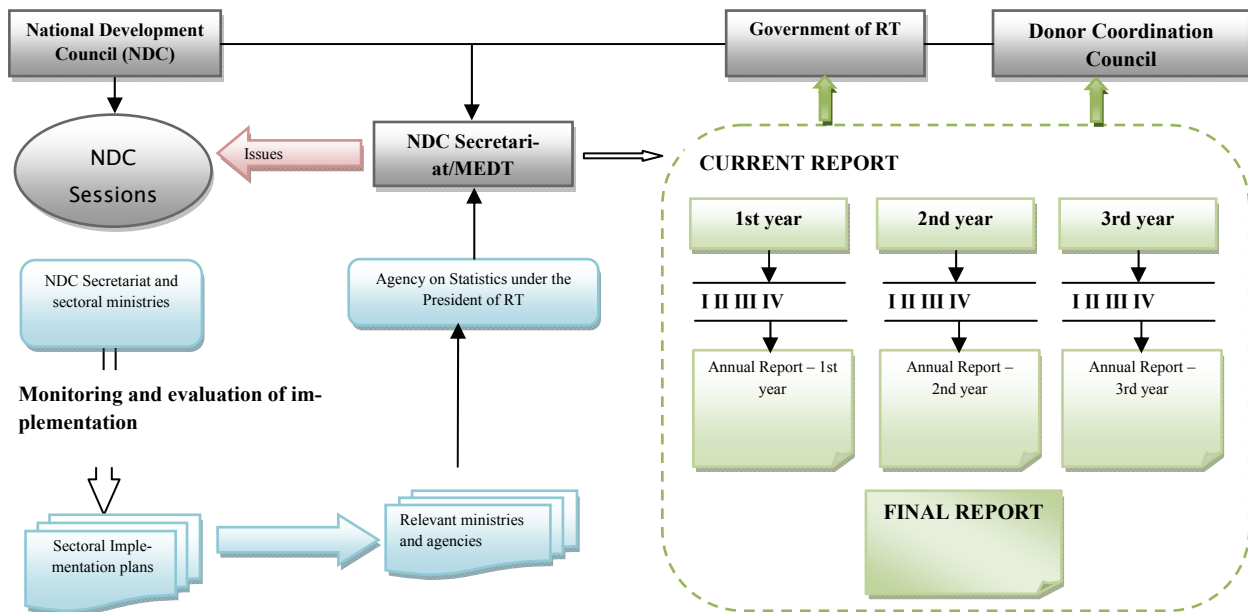 National Development
Council (NDC)
Government of RT
Donor Coordination
Council
NDC
Sessions
Issues
NDC Secretari-
at/MEDT
CURRENT REPORT
1st year
2nd year
3rd year
NDC Secretariat and
sectoral ministries
Agency on Statistics under the
President of RT
I II III IV
I II III IV
I II III IV
Annual Report – 1st
year
Annual Report –
2nd year
Annual Report –
3rd year
Monitoring and evaluation of im-
plementation
Sectoral Imple-
mentation plans
Relevant ministries
and agencies
FINAL REPORT